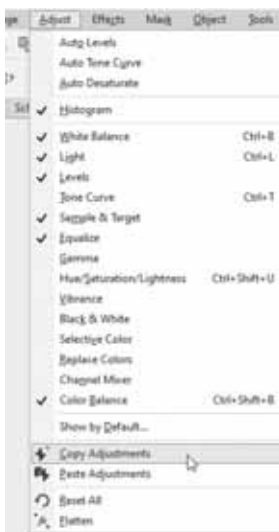 Adjust Effects Mask Object Tools
Auto Levels
Auto Tone Curve
Auto Desaturate
Histogram
White Balance Ctrl+B
Light Ctrl+L
Levels
Tone Curve Ctrl+T
Sample & Target
Equalize
Gamma
Hue/Saturation/Lightness Ctrl+Shift+U
Vibrance
Black & White
Selective Color
Replace Colors
Channel Mixer
Color Balance Ctrl+Shift+B
Show by Default...
Copy Adjustments
Paste Adjustments
Reset All
Flatten